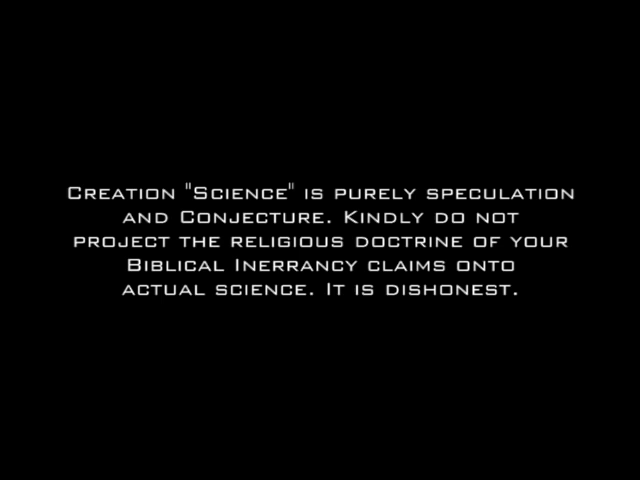 Creation "Science" is purely speculation
and Conjecture. Kindly do not
project the religious doctrine of your
Biblical Inerrancy claims onto
actual science. It is dishonest.